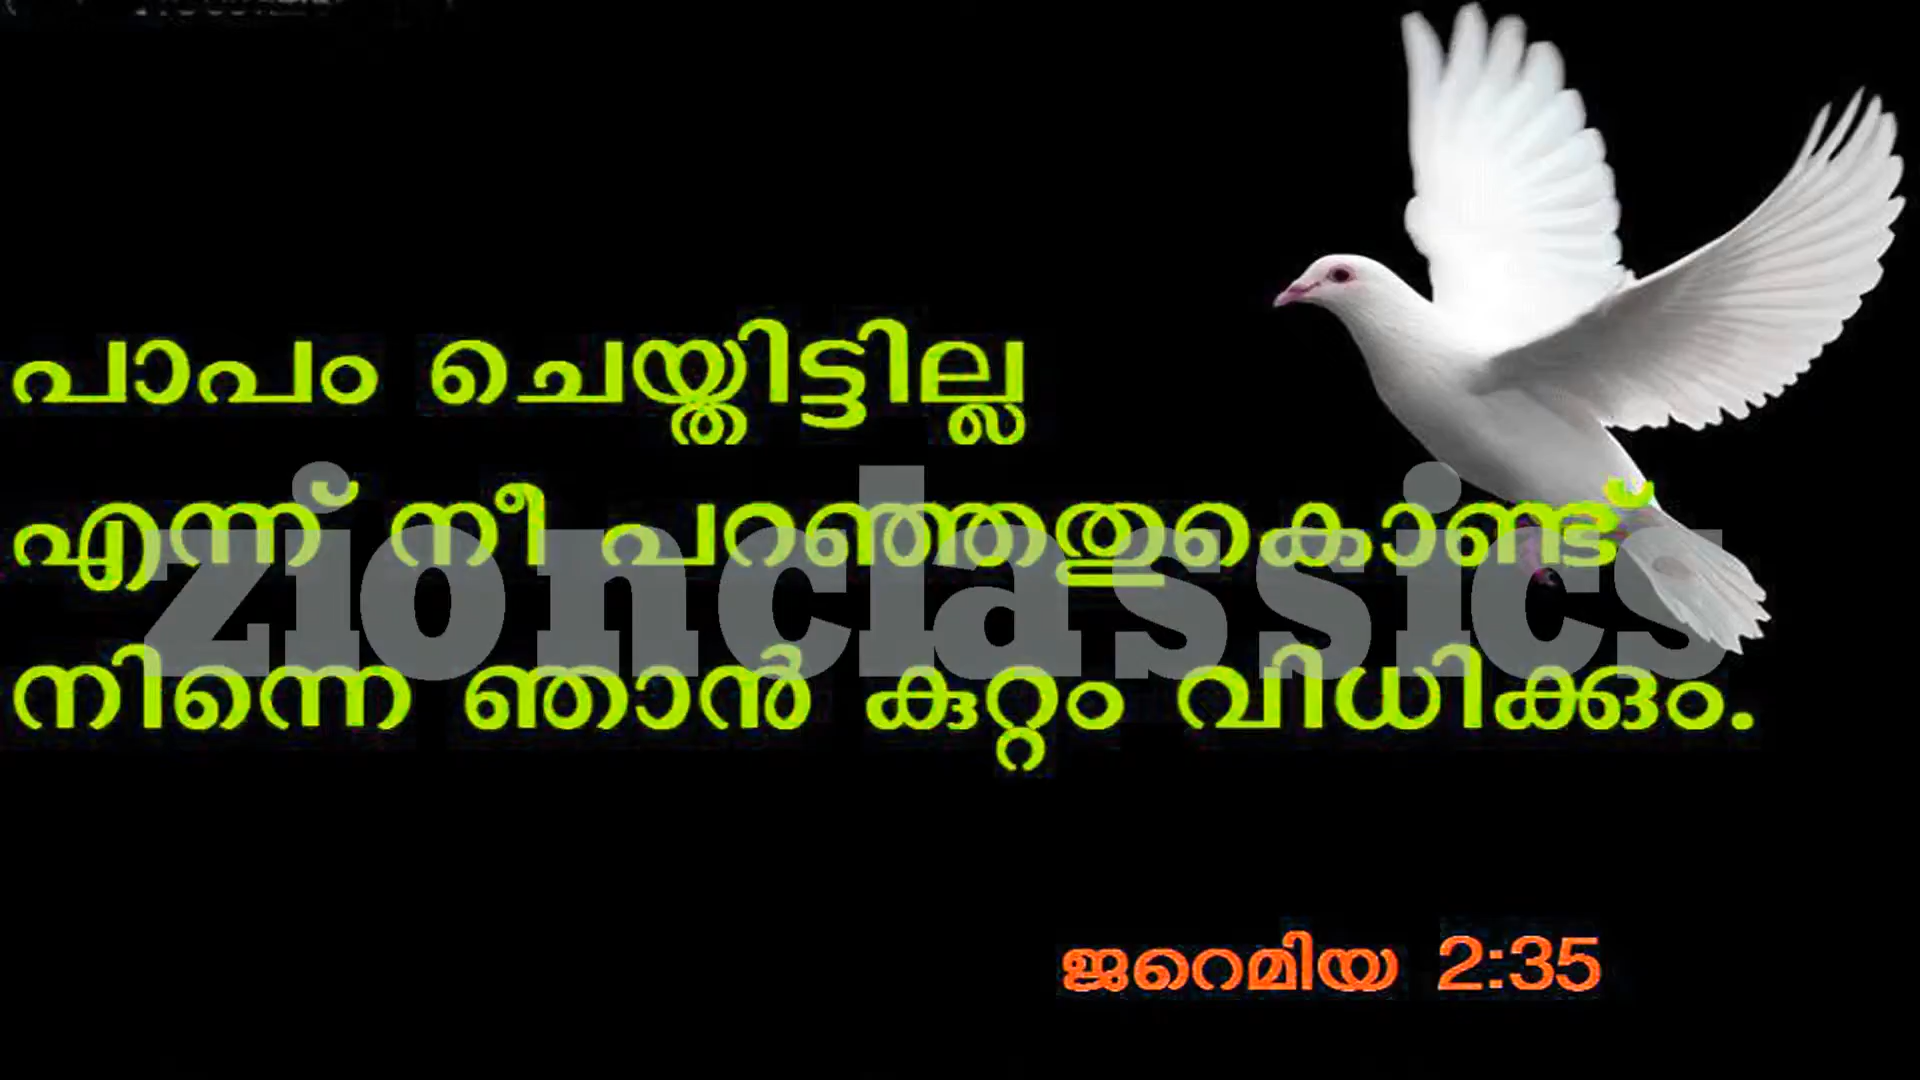 പാപം ചെയ്തിട്ടില്ല
എന്ന് നീ പറഞ്ഞതുകൊണ്ട്
zionclassics
നിന്നെ ഞാൻ കുറ്റം വിധിക്കും.
ജറെമിയ 2:35